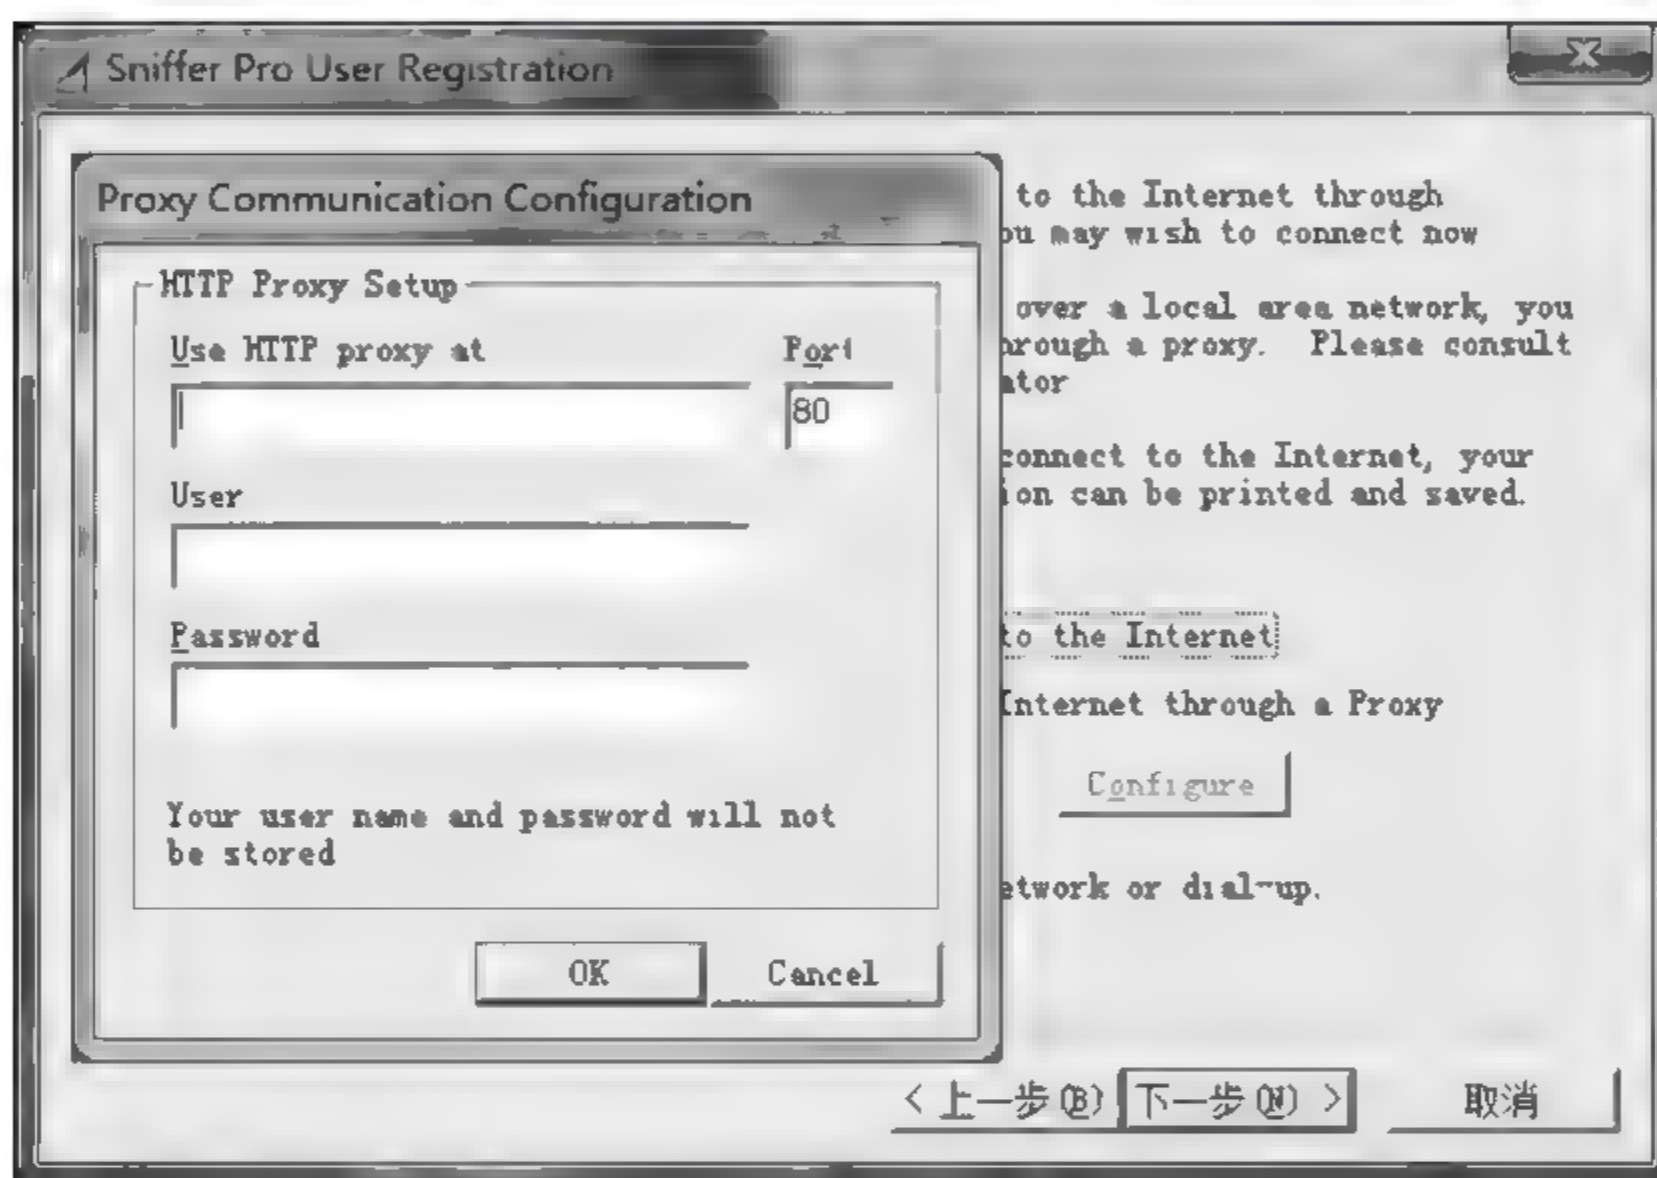 Sniffer Pro User Registration
Proxy Communication Configuration
HTTP Proxy Setup
Use HTTP proxy at
Port
80
User
Password
Your user name and password will not
be stored
OK
Cancel
to the Internet through
ou may wish to connect now
over a local area network, you
hrough a proxy. Please consult
ator
connect to the Internet, your
ion can be printed and saved.
to the Internet
Internet through a Proxy
Configure
etwork or dial-up.
< 上一步(B)
下一步(N) >
取消